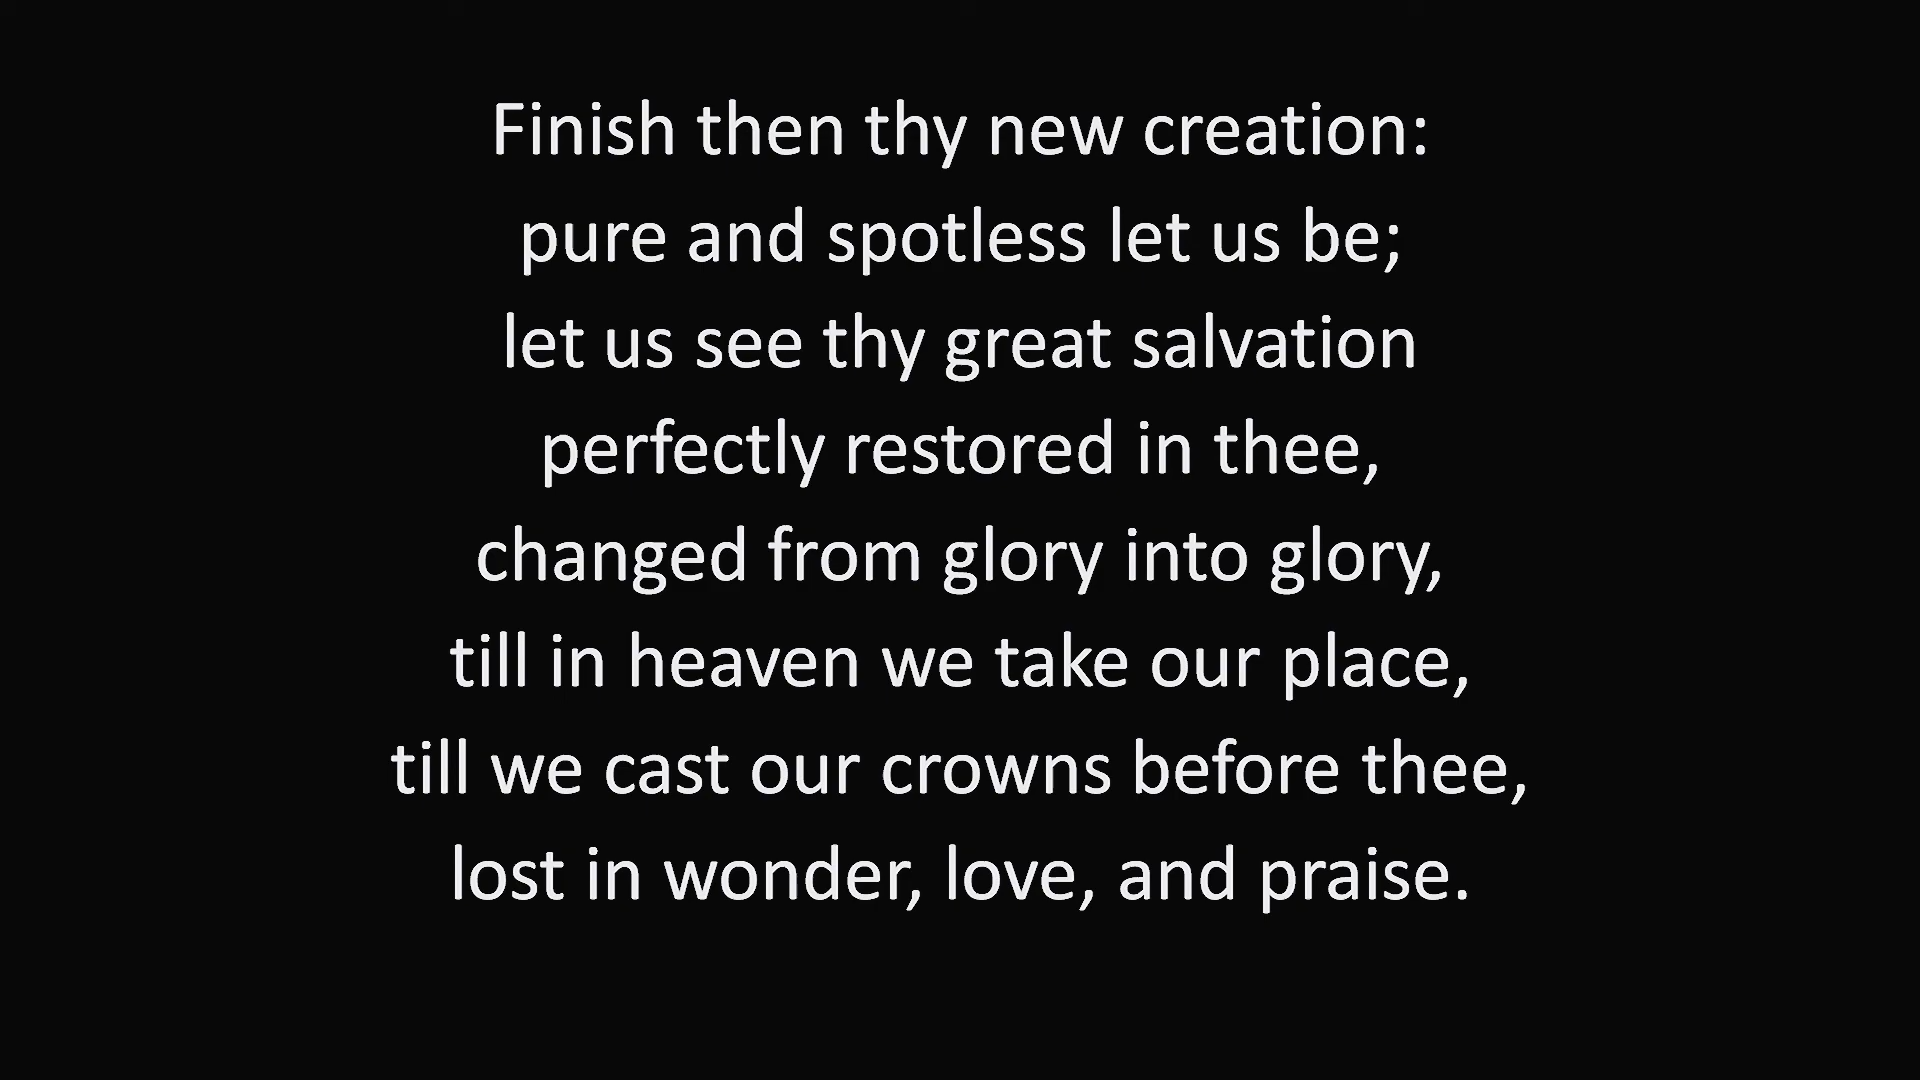 Finish then thy new creation:
pure and spotless let us be;
let us see thy great salvation
perfectly restored in thee,
changed from glory into glory,
till in heaven we take our place,
till we cast our crowns before thee,
lost in wonder, love, and praise.